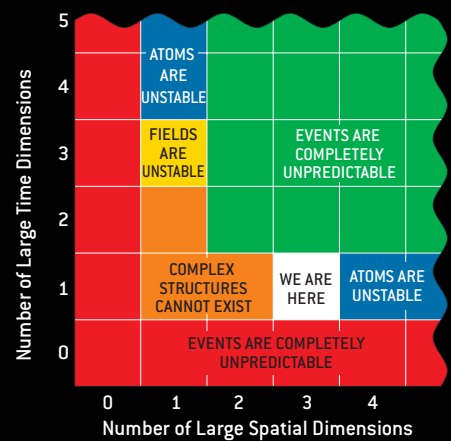 5
4
3
2
1
0
Number of Large Time Dimensions
ATOMS
ARE
UNSTABLE
FIELDS
ARE
UNSTABLE
EVENTS ARE
COMPLETELY
UNPREDICTABLE
COMPLEX
STRUCTURES
CANNOT EXIST
WE ARE
HERE
ATOMS ARE
UNSTABLE
EVENTS ARE COMPLETELY
UNPREDICTABLE
0 1 2 3 4
Number of Large Spatial Dimensions